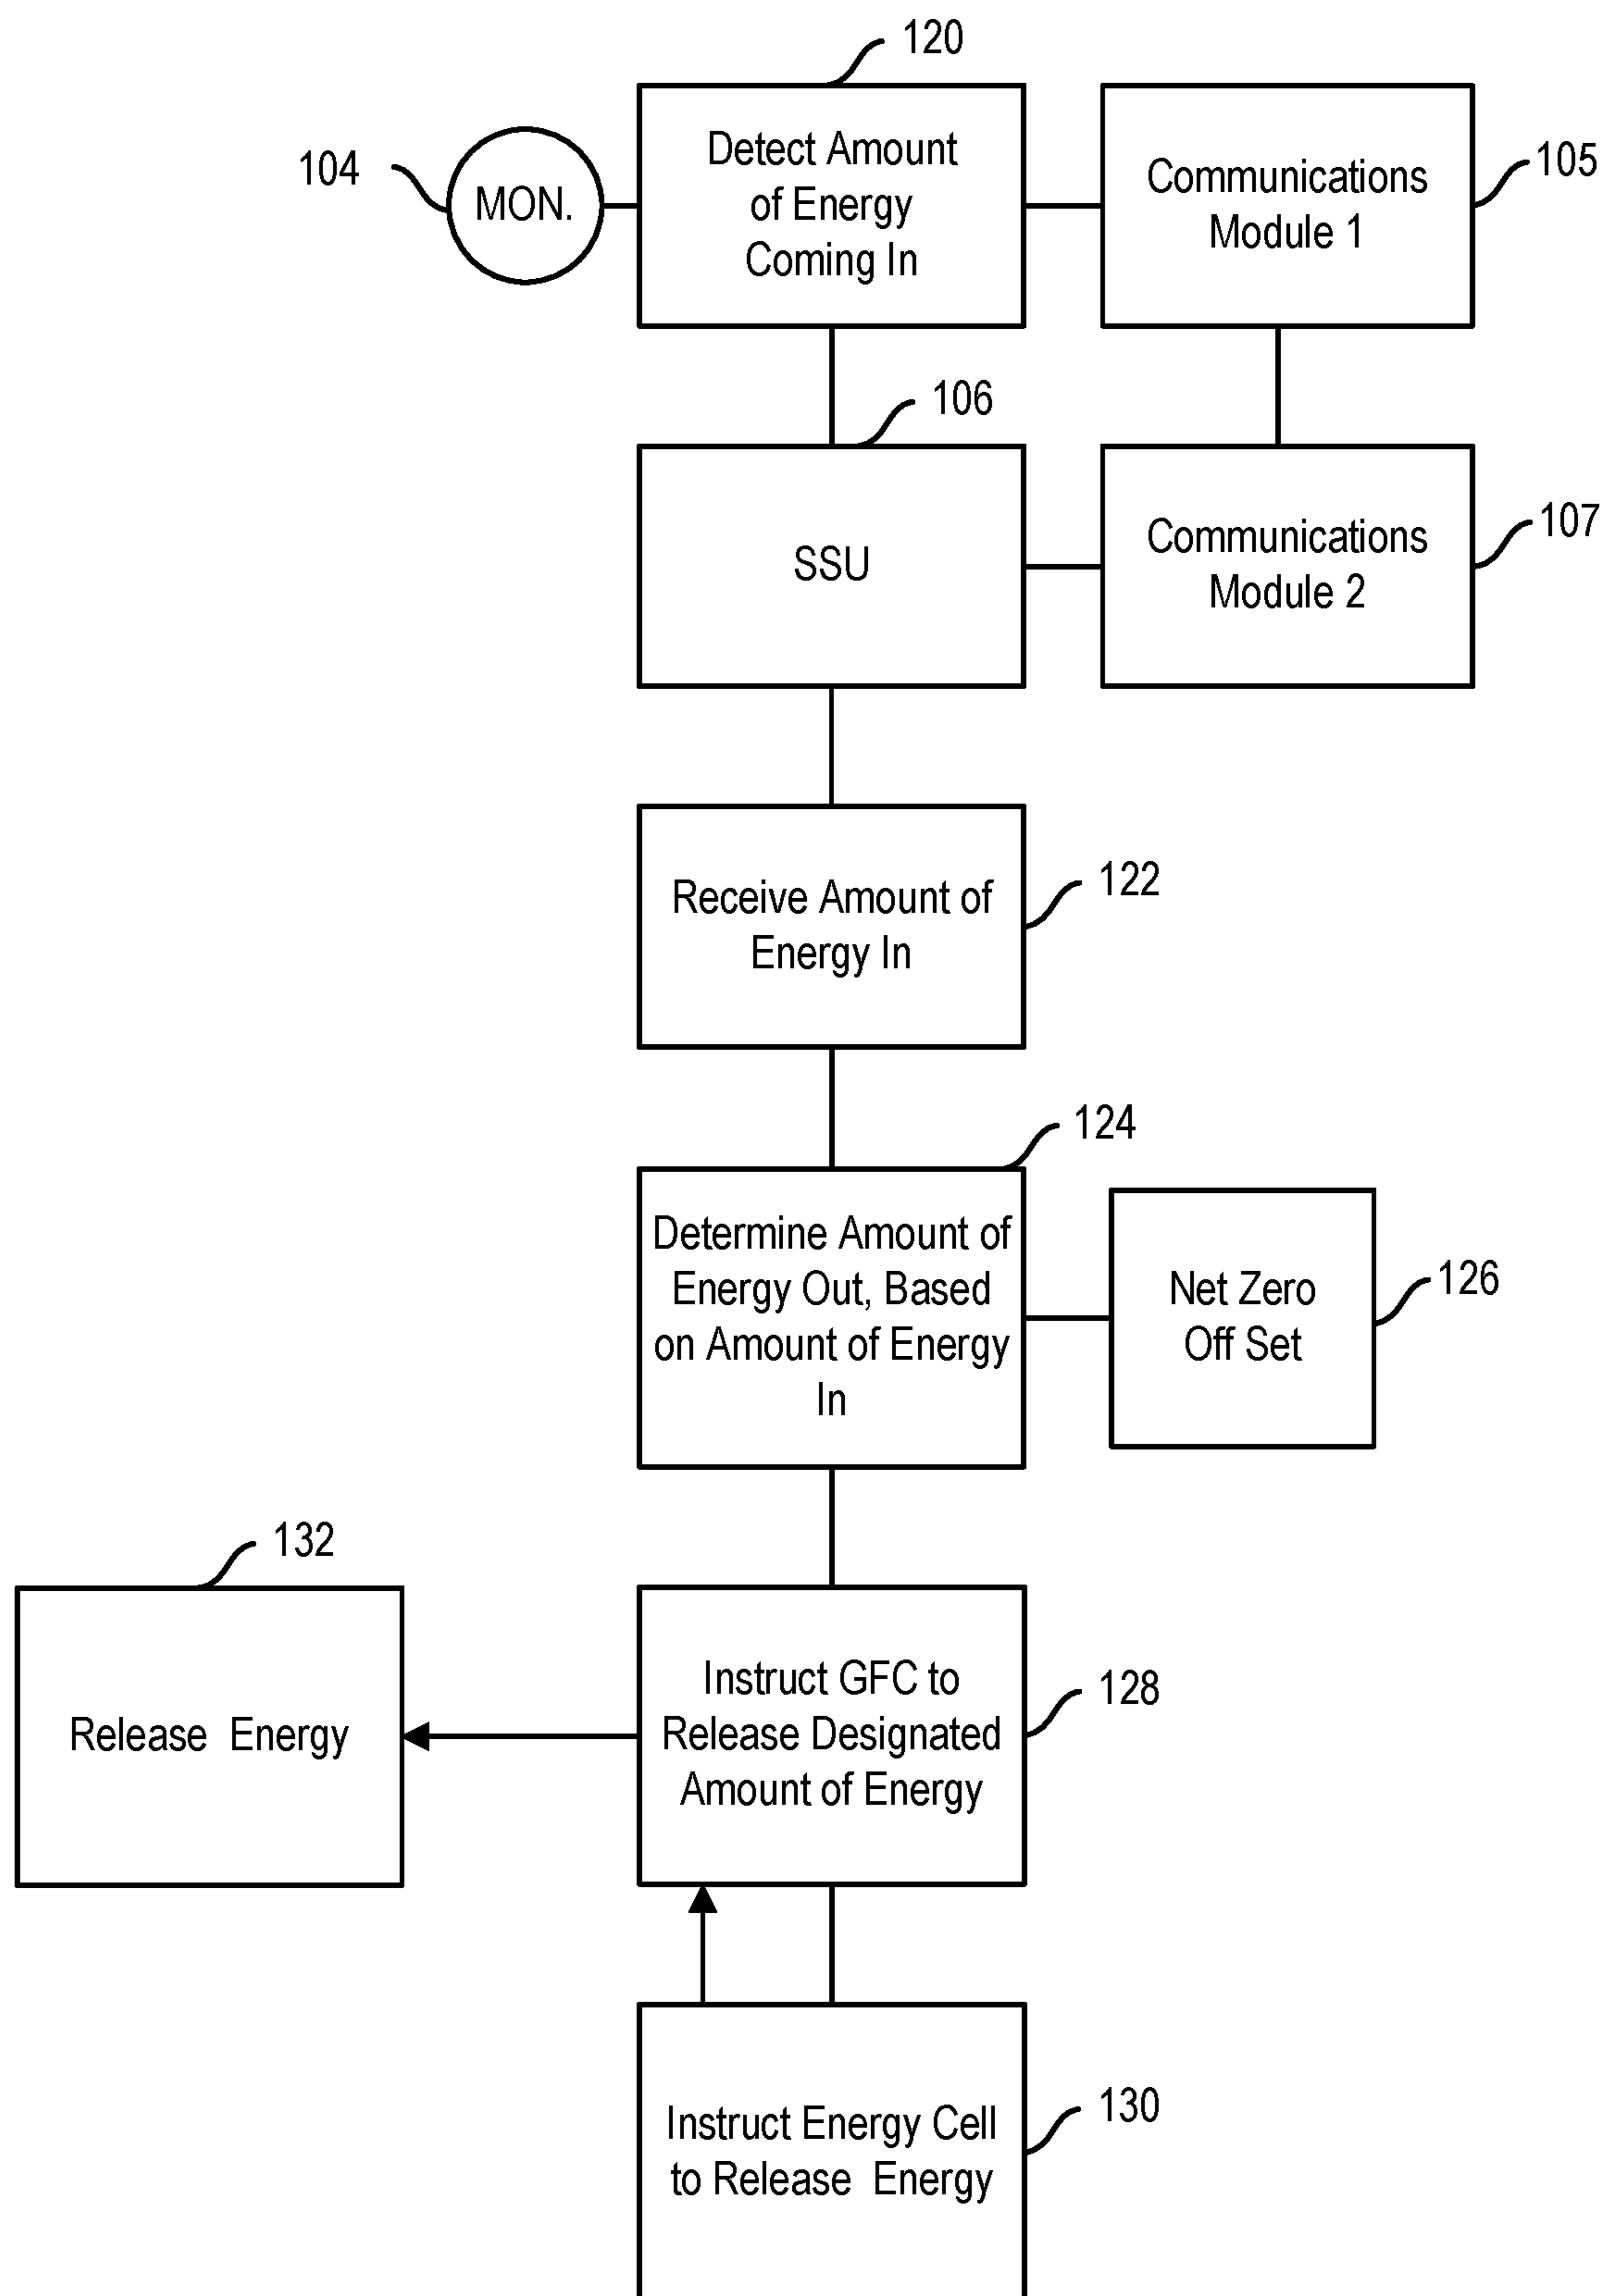 120
104
MON.
Detect Amount
of Energy
Coming In
Communications
Module 1
105
106
SSU
Communications
Module 2
107
Receive Amount of
Energy In
122
124
Determine Amount of
Energy Out, Based
on Amount of Energy
In
Net Zero
Off Set
126
132
Release Energy
Instruct GFC to
Release Designated
Amount of Energy
128
Instruct Energy Cell
to Release Energy
130